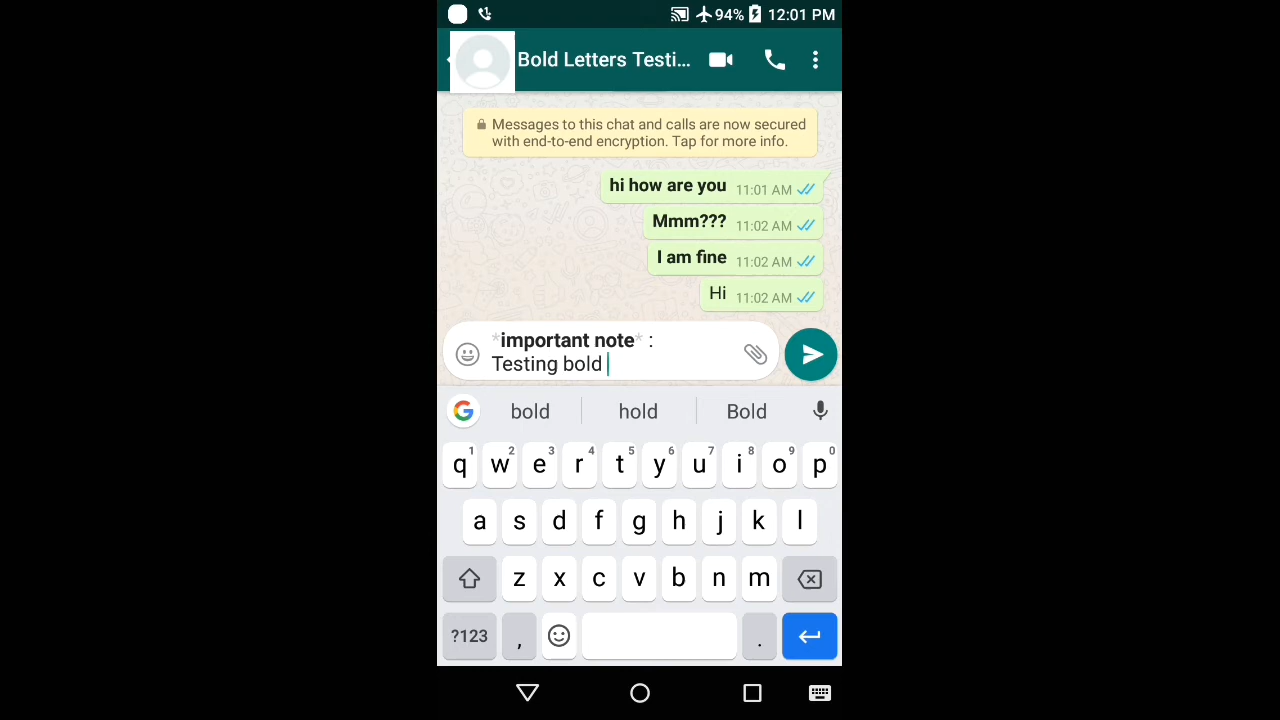 94% 12:01 PM
Bold Letters Testi...
Messages to this chat and calls are now secured
with end-to-end encryption. Tap for more info.
hi how are you 11:01 AM
Mmm??? 11:02 AM
I am fine 11:02 AM
Hi 11:02 AM
*important note* :
Testing bold
bold hold Bold
1 2 3 4 5 6 7 8 9 0
q w e r t y u i o p
a s d f g h j k l
z x c v b n m
?123 , .